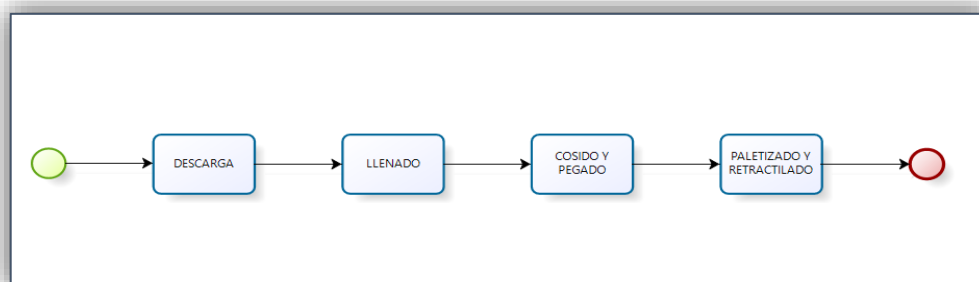 DESCARGA
LLENADO
COSIDO Y
PEGADO
PALETIZADO Y
RETRACTILADO